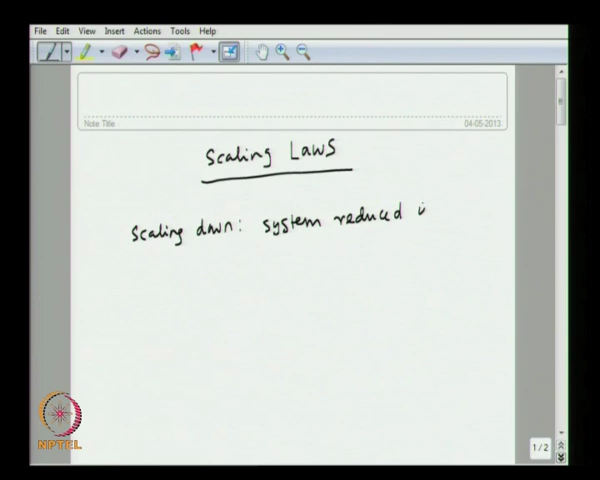 File Edit View Insert Actions Tools Help
Note Title
04-05-2013
Scaling Laws
Scaling down: system reduced i
NPTEL
1/2